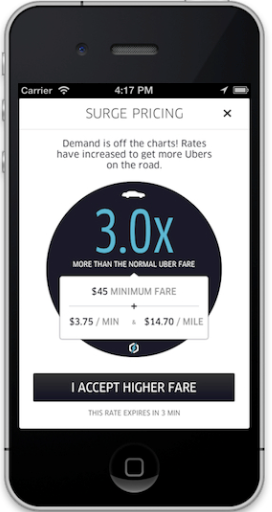 Carrier 4:17 PM
SURGE PRICING ×
Demand is off the charts! Rates
have increased to get more Ubers
on the road.
3.0x
MORE THAN THE NORMAL UBER FARE
$45 MINIMUM FARE
+
$3.75 / MIN & $14.70 / MILE
I ACCEPT HIGHER FARE
THIS RATE EXPIRES IN 3 MIN